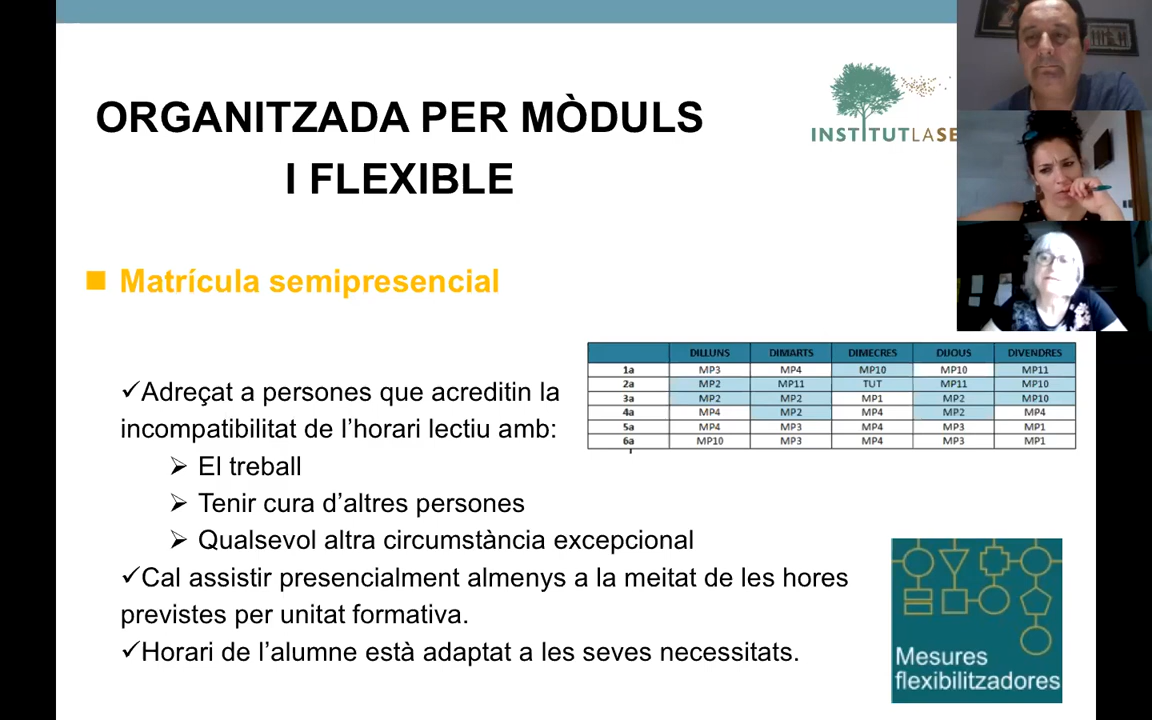 ORGANITZADA PER MÒDULS
I FLEXIBLE
INSTITUTLASE
Matrícula semipresencial
DILLUNS DIMARTS DIMECRES DIJOUS DIVENDRES
1a MP3 MP4 MP10 MP10 MP11
2a MP2 MP11 TUT MP11 MP10
3a MP2 MP2 MP1 MP2 MP10
4a MP4 MP2 MP4 MP2 MP4
5a MP4 MP3 MP4 MP3 MP1
6a MP10 MP3 MP4 MP3 MP1
✓Adreçat a persones que acreditin la
incompatibilitat de l’horari lectiu amb:
➢ El treball
➢ Tenir cura d’altres persones
➢ Qualsevol altra circumstància excepcional
✓Cal assistir presencialment almenys a la meitat de les hores
previstes per unitat formativa.
✓Horari de l’alumne està adaptat a les seves necessitats.
Mesures
flexibilitzadores